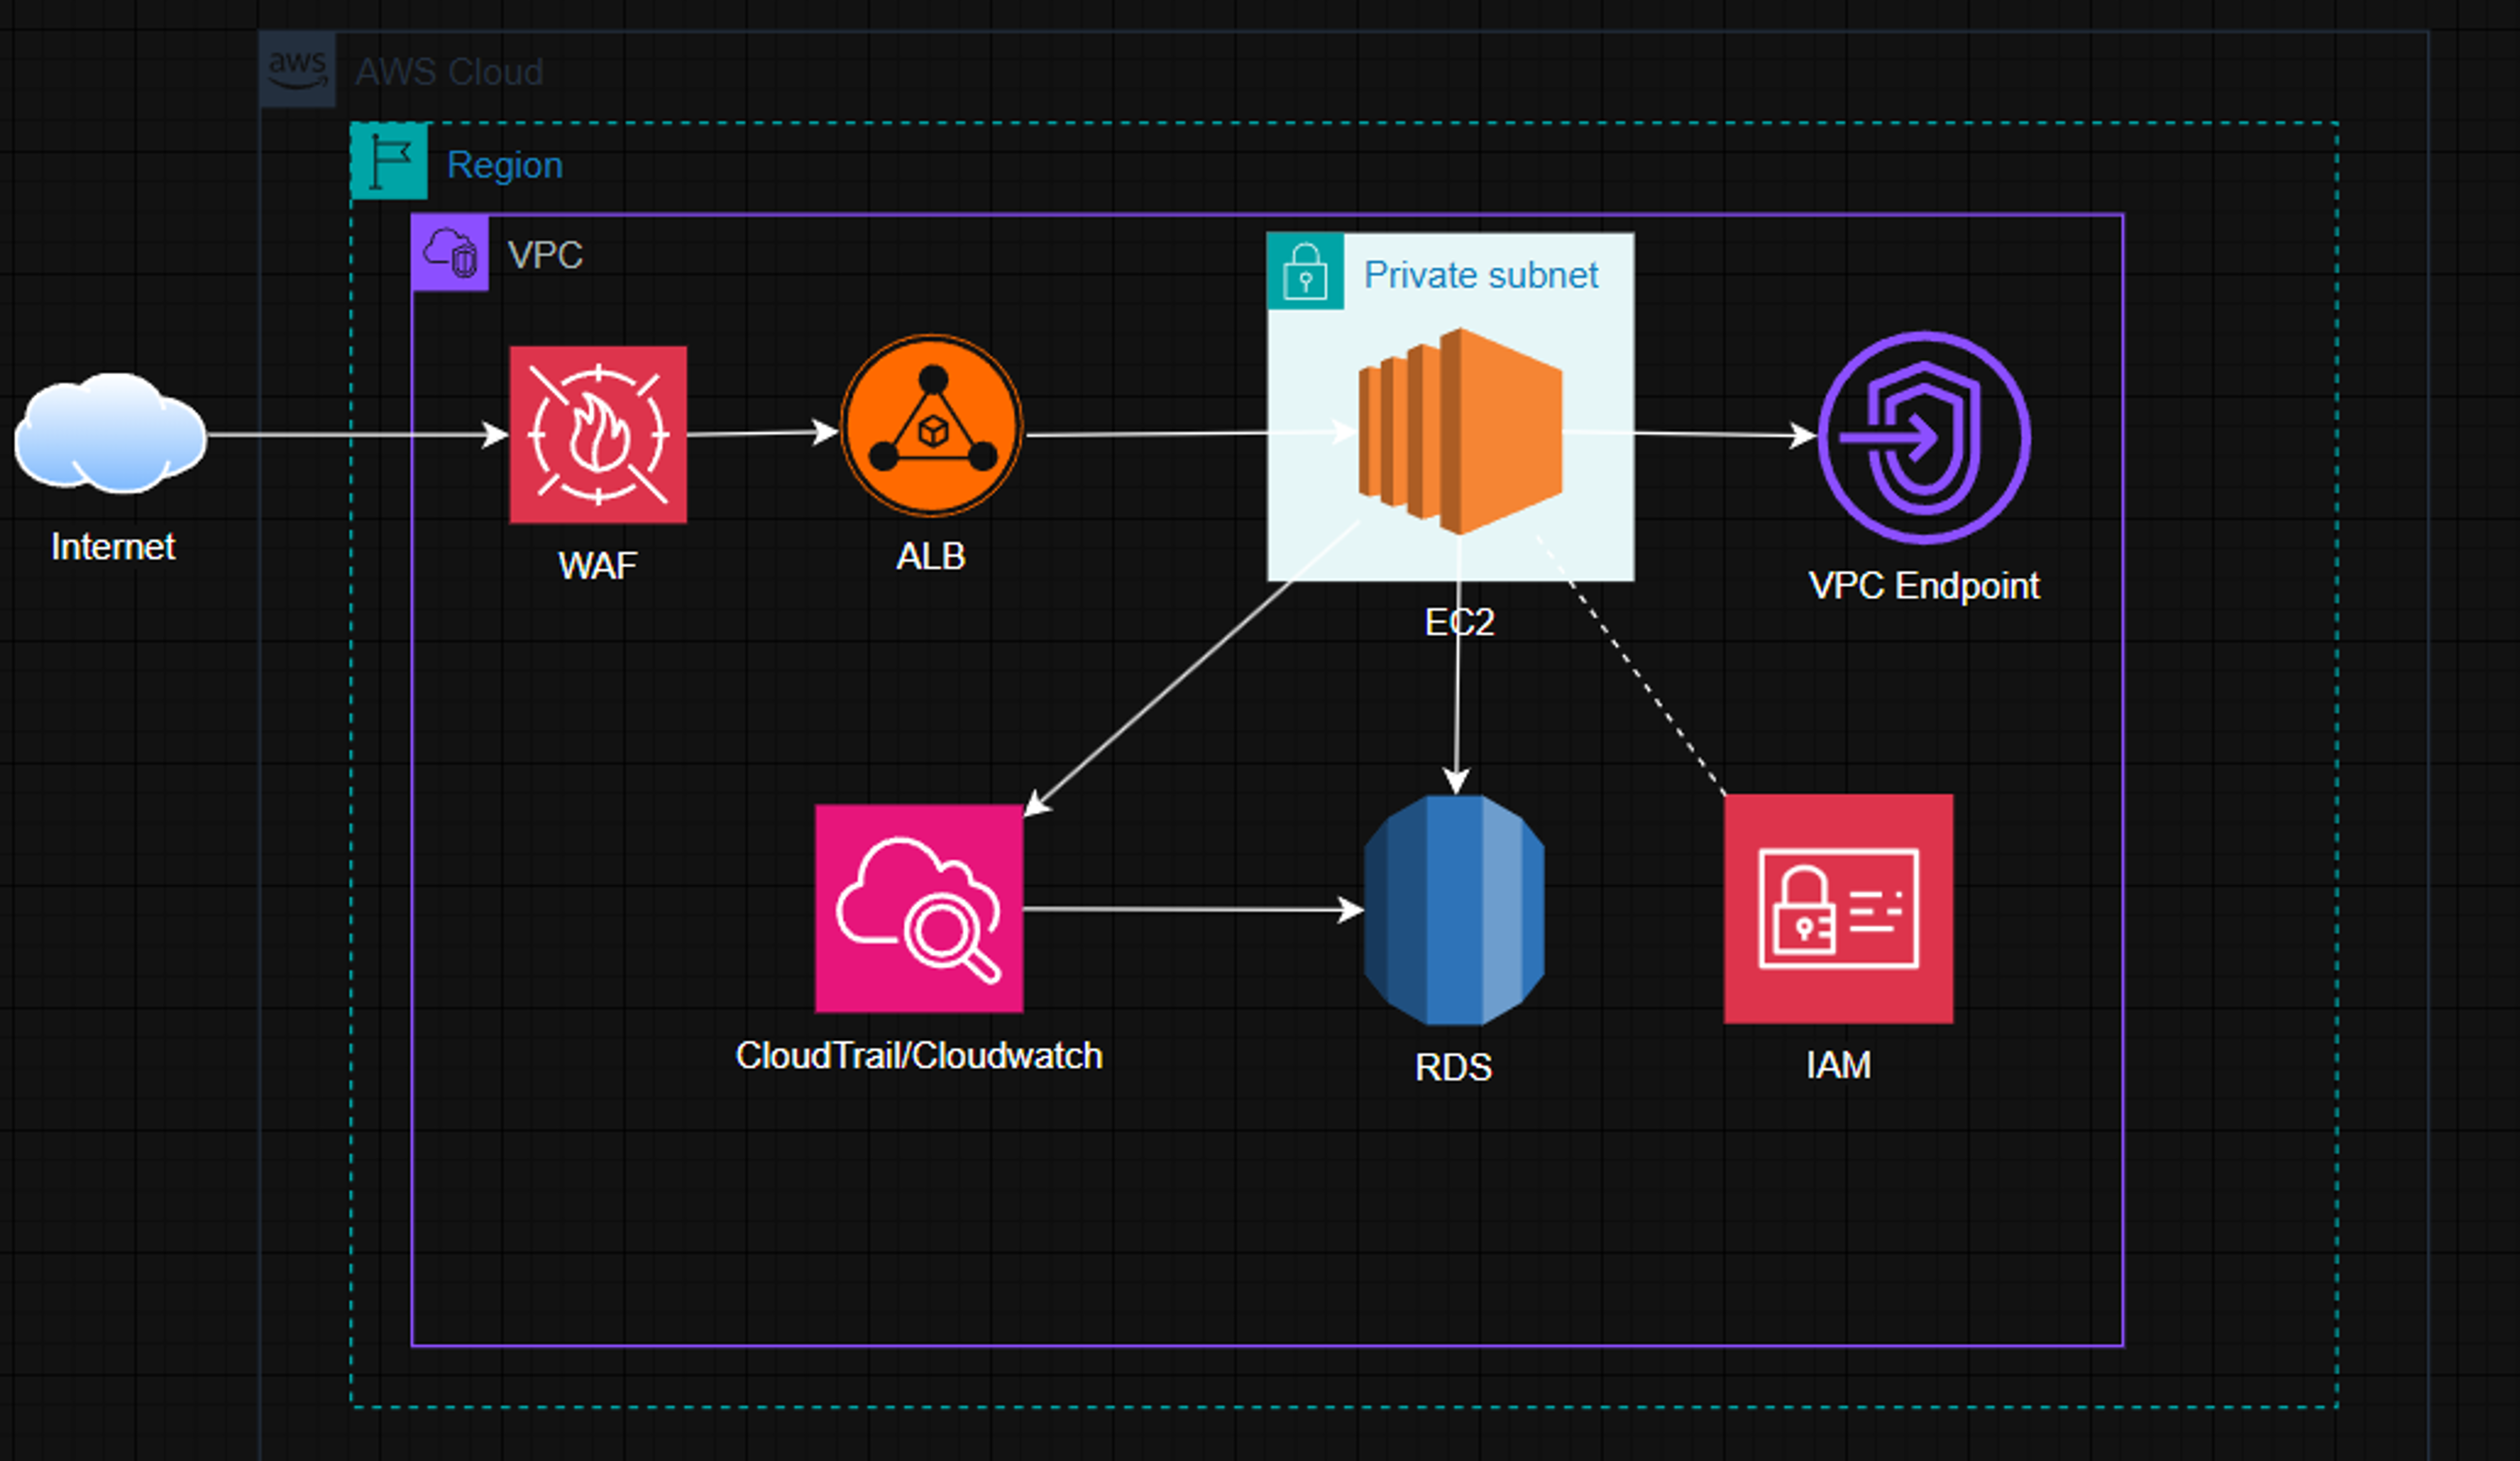 aws
AWS Cloud
Region
VPC
Private subnet
Internet
WAF
ALB
EC2
VPC Endpoint
CloudTrail/Cloudwatch
RDS
IAM